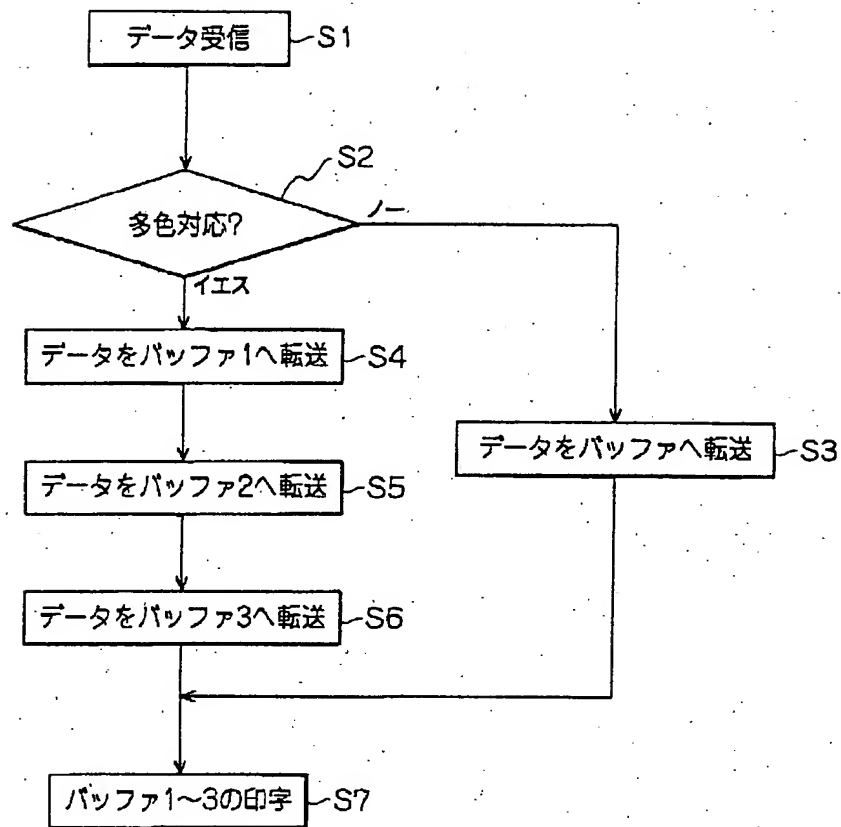 データ受信 S1
S2
多色対応?
ノー
イエス
データをバッファ1へ転送 S4
データをバッファへ転送 S3
データをバッファ2へ転送 S5
データをバッファ3へ転送 S6
バッファ1〜3の印字 S7